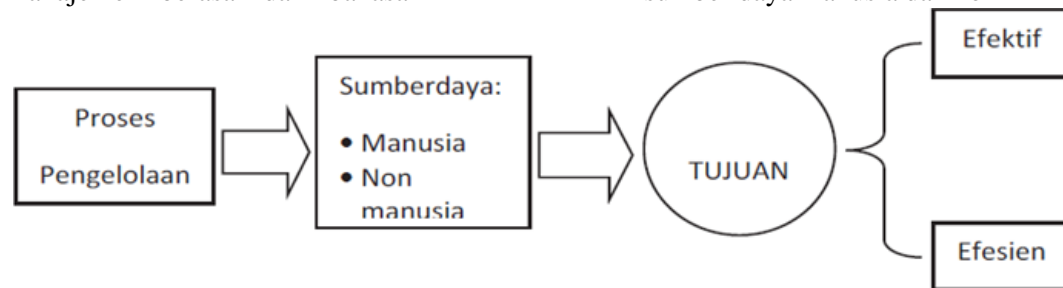 Proses
Pengelolaan
Sumberdaya:
• Manusia
• Non
manusia
TUJUAN
Efektif
Efesien